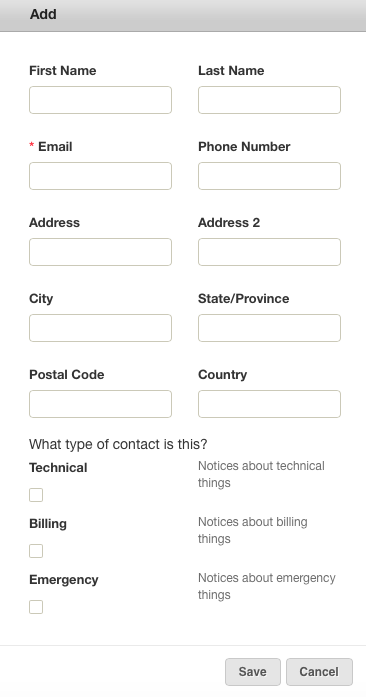 Add
First Name Last Name
* Email Phone Number
Address Address 2
City State/Province
Postal Code Country
What type of contact is this?
Technical Notices about technical
things
Billing Notices about billing
things
Emergency Notices about emergency
things
Save Cancel